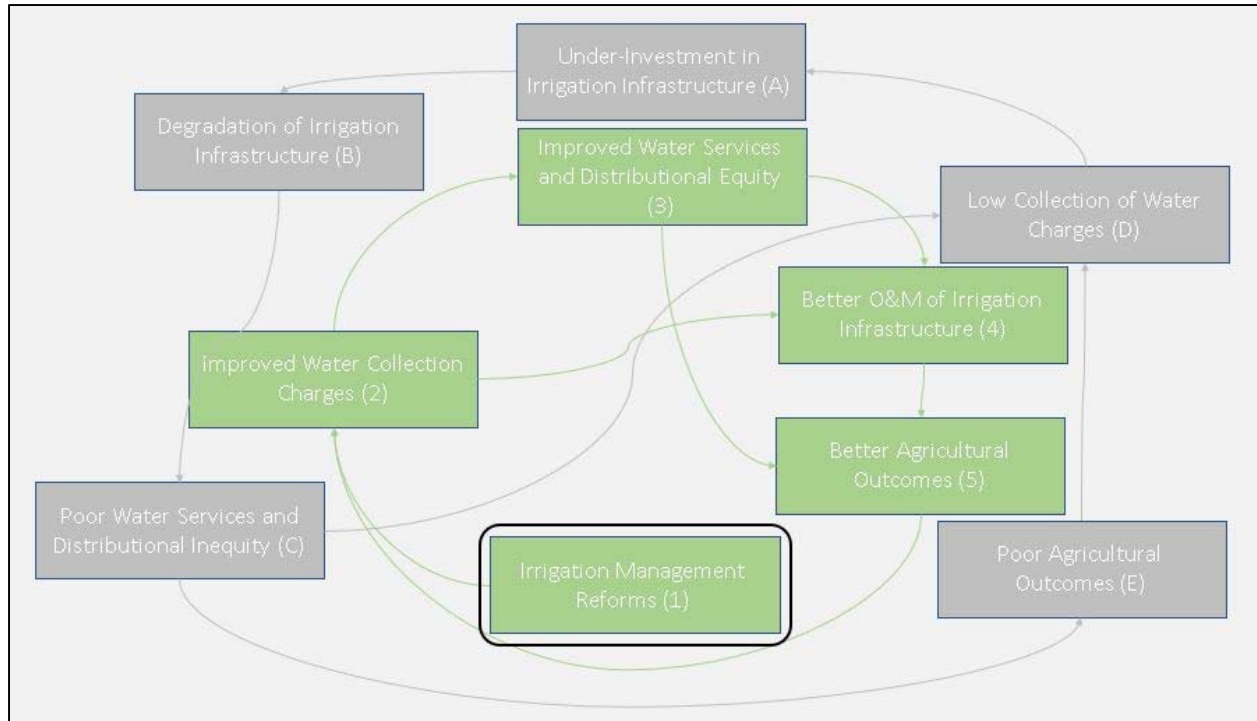 Under-Investment in
Irrigation Infrastructure (A)
Degradation of Irrigation
Infrastructure (B)
Improved Water Services
and Distributional Equity
(3)
Low Collection of Water
Charges (D)
Better O&M of Irrigation
Infrastructure (4)
Improved Water Collection
Charges (2)
Better Agricultural
Outcomes (5)
Poor Water Services and
Distributional Inequity (C)
Irrigation Management
Reforms (1)
Poor Agricultural
Outcomes (E)